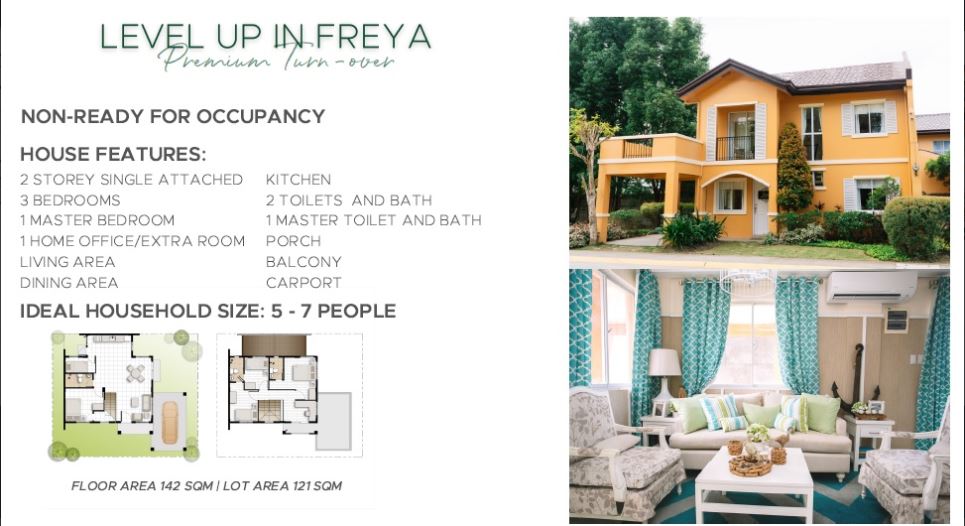 LEVEL UP IN FREYA
Premium Turn-over
NON-READY FOR OCCUPANCY
HOUSE FEATURES:
2 STOREY SINGLE ATTACHED
3 BEDROOMS
1 MASTER BEDROOM
1 HOME OFFICE/EXTRA ROOM
LIVING AREA
DINING AREA
KITCHEN
2 TOILETS AND BATH
1 MASTER TOILET AND BATH
PORCH
BALCONY
CARPORT
IDEAL HOUSEHOLD SIZE: 5 - 7 PEOPLE
FLOOR AREA 142 SQM | LOT AREA 121 SQM